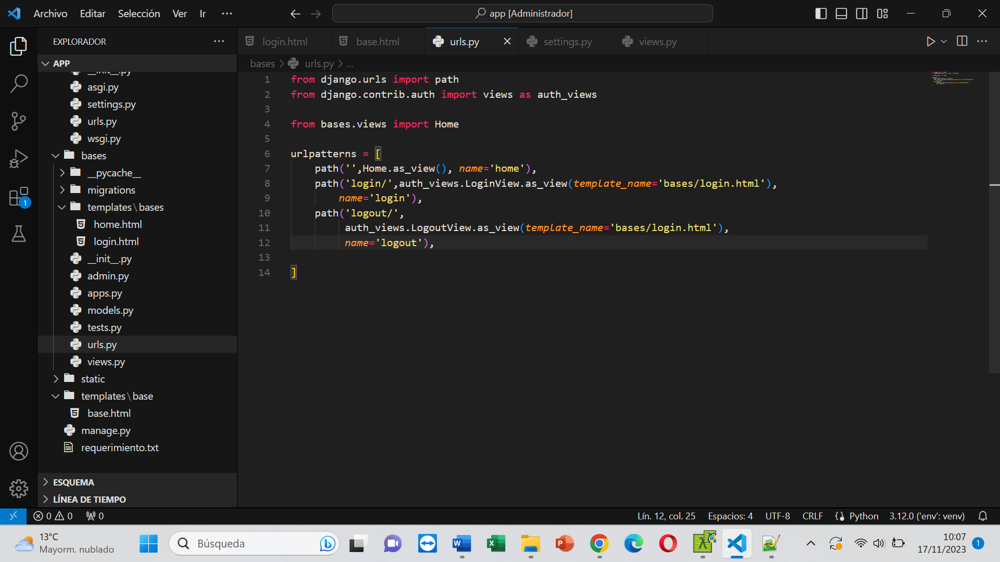 Archivo Editar Selección Ver Ir ···
app [Administrador]
EXPLORADOR
APP
__init__.py
asgi.py
settings.py
urls.py
wsgi.py
bases
__pycache__
migrations
templates\bases
home.html
login.html
__init__.py
admin.py
apps.py
models.py
tests.py
urls.py
views.py
static
templates\base
base.html
manage.py
requerimiento.txt
ESQUEMA
LÍNEA DE TIEMPO
1
login.html base.html urls.py settings.py views.py
bases > urls.py > ...
1 from django.urls import path
2 from django.contrib.auth import views as auth_views
3
4 from bases.views import Home
5
6 urlpatterns = [
7 path('',Home.as_view(), name='home'),
8 path('login/',auth_views.LoginView.as_view(template_name='bases/login.html'),
9 name='login'),
10 path('logout/',
11 auth_views.LogoutView.as_view(template_name='bases/login.html'),
12 name='logout'),
13
14 ]
0 0 0
Lín. 12, col. 25 Espacios: 4 UTF-8 CRLF Python 3.12.0 ('env': venv)
13°C
Mayorm. nublado
Búsqueda
10:07
17/11/2023
1